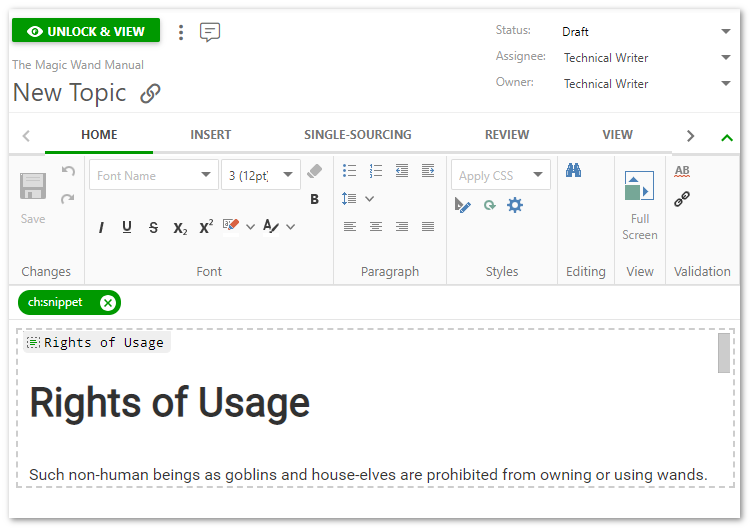 UNLOCK & VIEW
Status: Draft
Assignee: Technical Writer
Owner: Technical Writer
The Magic Wand Manual
New Topic
HOME INSERT SINGLE-SOURCING REVIEW VIEW
Font Name 3 (12pt) Apply CSS AB
Save B Full Screen
I U S X₂ X² A
Changes Font Paragraph Styles Editing View Validation
ch:snippet
Rights of Usage
Rights of Usage
Such non-human beings as goblins and house-elves are prohibited from owning or using wands.